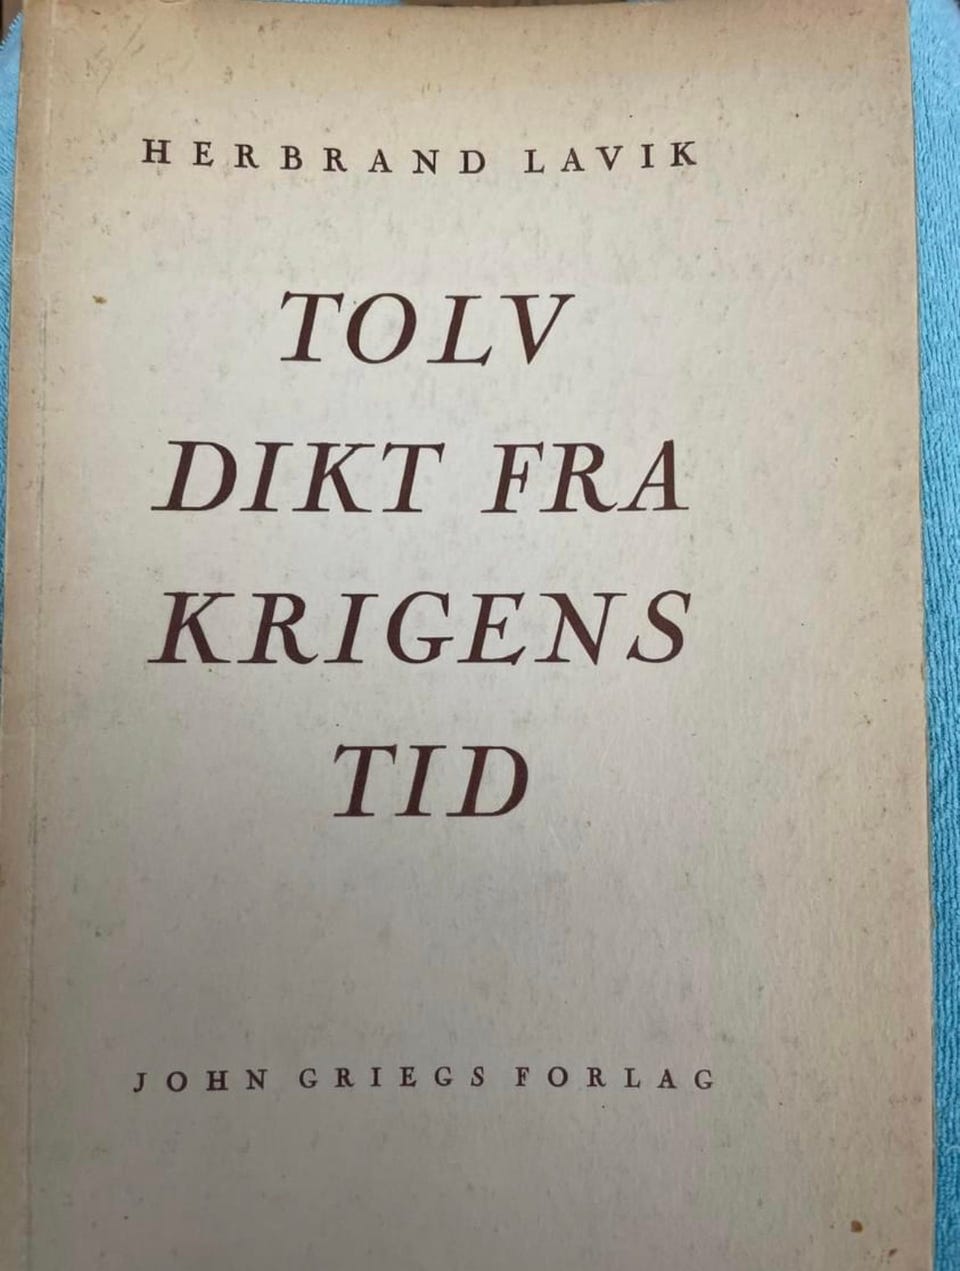 HERBRAND LAVIK
TOLV
DIKT FRA
KRIGENS
TID
JOHN GRIEGS FORLAG